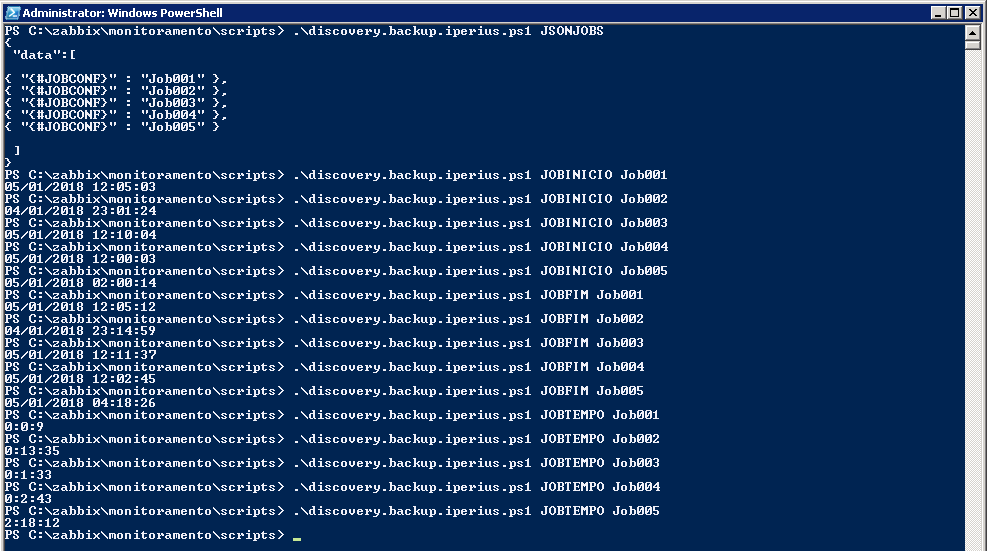 Administrator: Windows PowerShell
PS C:\zabbix\monitoramento\scripts> .\discovery.backup.iperius.ps1 JSONJOBS
{
"data":[
{ "{#JOBCONF}" : "Job001" },
{ "{#JOBCONF}" : "Job002" },
{ "{#JOBCONF}" : "Job003" },
{ "{#JOBCONF}" : "Job004" },
{ "{#JOBCONF}" : "Job005" }
]
}
PS C:\zabbix\monitoramento\scripts> .\discovery.backup.iperius.ps1 JOBINICIO Job001
05/01/2018 12:05:03
PS C:\zabbix\monitoramento\scripts> .\discovery.backup.iperius.ps1 JOBINICIO Job002
04/01/2018 23:01:24
PS C:\zabbix\monitoramento\scripts> .\discovery.backup.iperius.ps1 JOBINICIO Job003
05/01/2018 12:10:04
PS C:\zabbix\monitoramento\scripts> .\discovery.backup.iperius.ps1 JOBINICIO Job004
05/01/2018 12:00:03
PS C:\zabbix\monitoramento\scripts> .\discovery.backup.iperius.ps1 JOBINICIO Job005
05/01/2018 02:00:14
PS C:\zabbix\monitoramento\scripts> .\discovery.backup.iperius.ps1 JOBFIM Job001
05/01/2018 12:05:12
PS C:\zabbix\monitoramento\scripts> .\discovery.backup.iperius.ps1 JOBFIM Job002
04/01/2018 23:14:59
PS C:\zabbix\monitoramento\scripts> .\discovery.backup.iperius.ps1 JOBFIM Job003
05/01/2018 12:11:37
PS C:\zabbix\monitoramento\scripts> .\discovery.backup.iperius.ps1 JOBFIM Job004
05/01/2018 12:02:45
PS C:\zabbix\monitoramento\scripts> .\discovery.backup.iperius.ps1 JOBFIM Job005
05/01/2018 04:18:26
PS C:\zabbix\monitoramento\scripts> .\discovery.backup.iperius.ps1 JOBTEMPO Job001
0:0:9
PS C:\zabbix\monitoramento\scripts> .\discovery.backup.iperius.ps1 JOBTEMPO Job002
0:13:35
PS C:\zabbix\monitoramento\scripts> .\discovery.backup.iperius.ps1 JOBTEMPO Job003
0:1:33
PS C:\zabbix\monitoramento\scripts> .\discovery.backup.iperius.ps1 JOBTEMPO Job004
0:2:43
PS C:\zabbix\monitoramento\scripts> .\discovery.backup.iperius.ps1 JOBTEMPO Job005
2:18:12
PS C:\zabbix\monitoramento\scripts> _